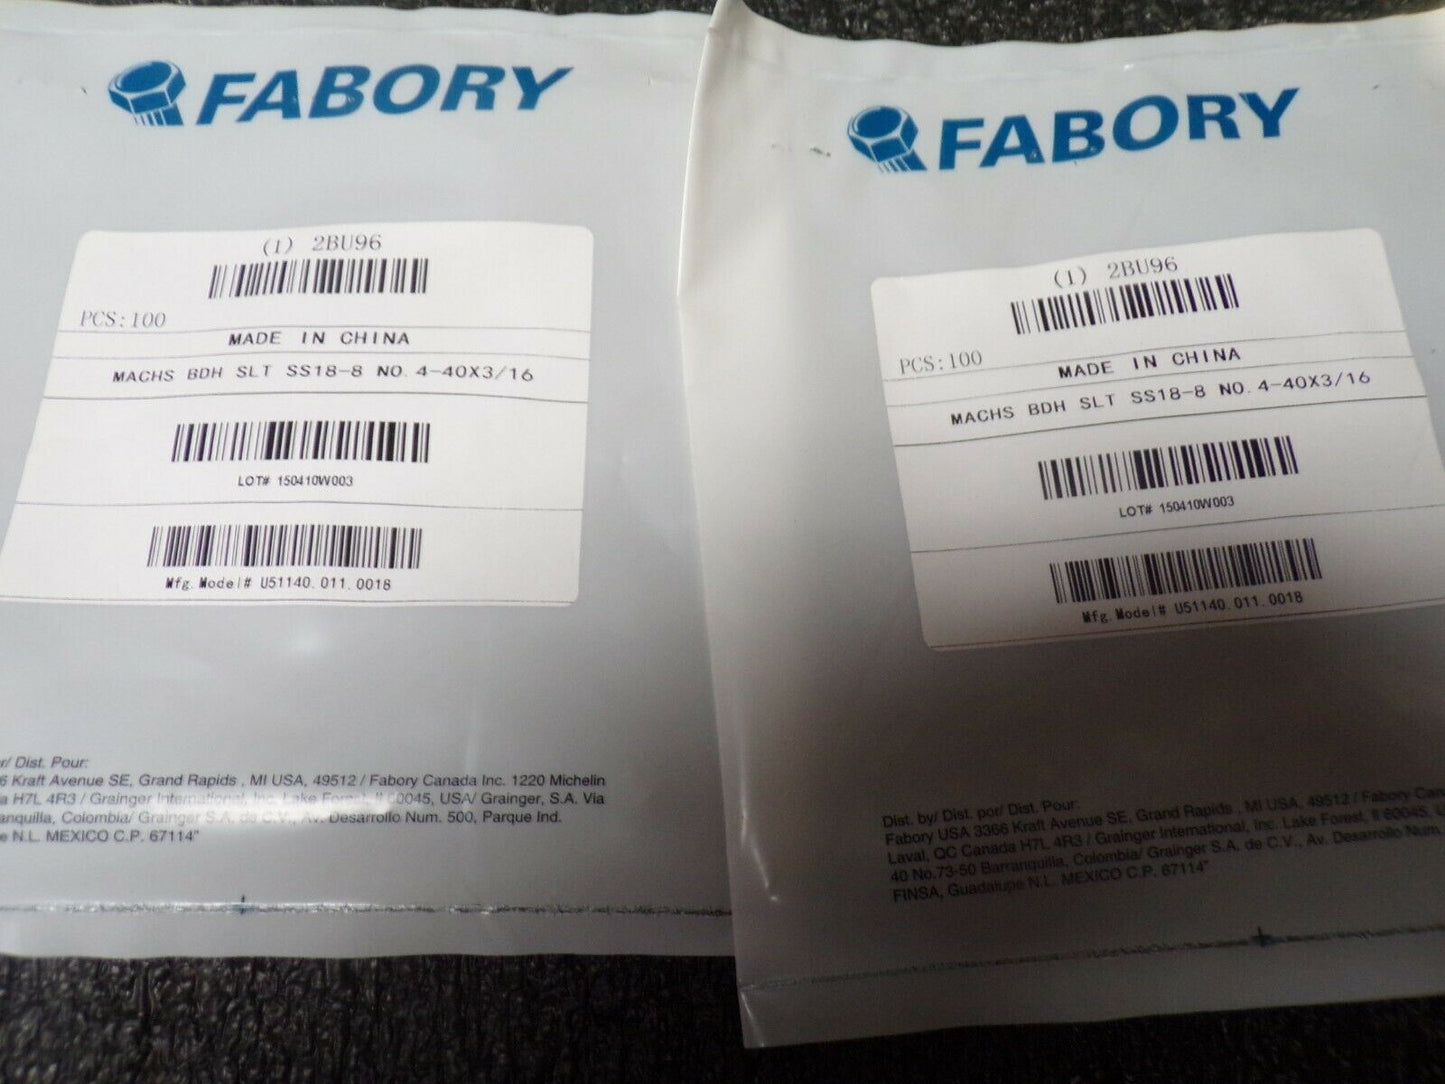 FABORY
(1) 2BU96
PCS:100
MADE IN CHINA
MACHS BDH SLT SS18-8 NO. 4-40X3/16
LOT# 150410W003
Mfg. Model# U51140. 011. 0018
r/ Dist. Pour:
6 Kraft Avenue SE, Grand Rapids , MI USA, 49512 / Fabory Canada Inc. 1220 Michelin
a H7L 4R3 / Grainger International, Inc. Lake Forest, Il 60045, USA/ Grainger, S.A. Via
anquilla, Colombia/ Grainger S.A. de C.V., Av. Desarrollo Num. 500, Parque Ind.
e N.L. MEXICO C.P. 67114"
FABORY
(1) 2BU96
PCS:100
MADE IN CHINA
MACHS BDH SLT SS18-8 NO. 4-40X3/16
LOT# 150410W003
Mfg. Model# U51140. 011. 0018
Dist. by/ Dist. por/ Dist. Pour:
Fabory USA 3366 Kraft Avenue SE, Grand Rapids , MI USA, 49512 / Fabory Can
Laval, QC Canada H7L 4R3 / Grainger International, Inc. Lake Forest, Il 60045, U
40 No.73-50 Barranquilla, Colombia/ Grainger S.A. de C.V., Av. Desarrollo Num.
FINSA, Guadalupe N.L. MEXICO C.P. 67114"